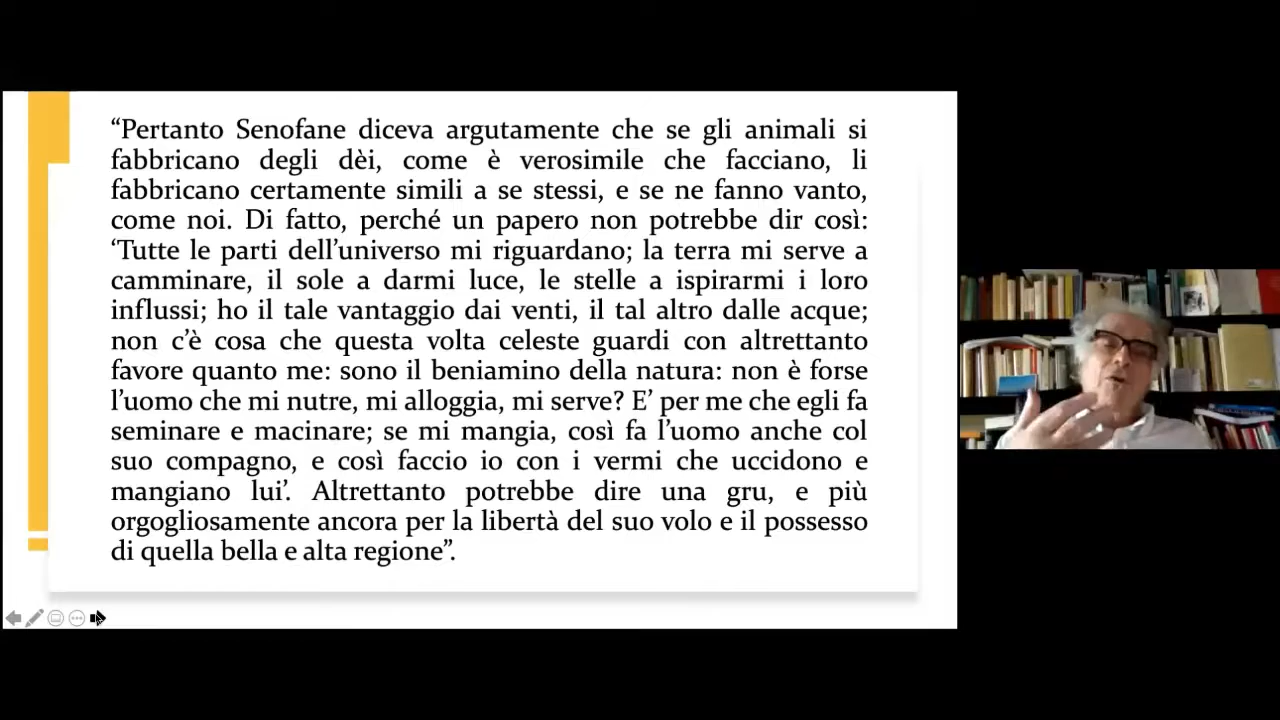 “Pertanto Senofane diceva argutamente che se gli animali si
fabbricano degli dèi, come è verosimile che facciano, li
fabbricano certamente simili a se stessi, e se ne fanno vanto,
come noi. Di fatto, perché un papero non potrebbe dir così:
‘Tutte le parti dell’universo mi riguardano; la terra mi serve a
camminare, il sole a darmi luce, le stelle a ispirarmi i loro
influssi; ho il tale vantaggio dai venti, il tal altro dalle acque;
non c’è cosa che questa volta celeste guardi con altrettanto
favore quanto me: sono il beniamino della natura: non è forse
l’uomo che mi nutre, mi alloggia, mi serve? E’ per me che egli fa
seminare e macinare; se mi mangia, così fa l’uomo anche col
suo compagno, e così faccio io con i vermi che uccidono e
mangiano lui’. Altrettanto potrebbe dire una gru, e più
orgogliosamente ancora per la libertà del suo volo e il possesso
di quella bella e alta regione”.